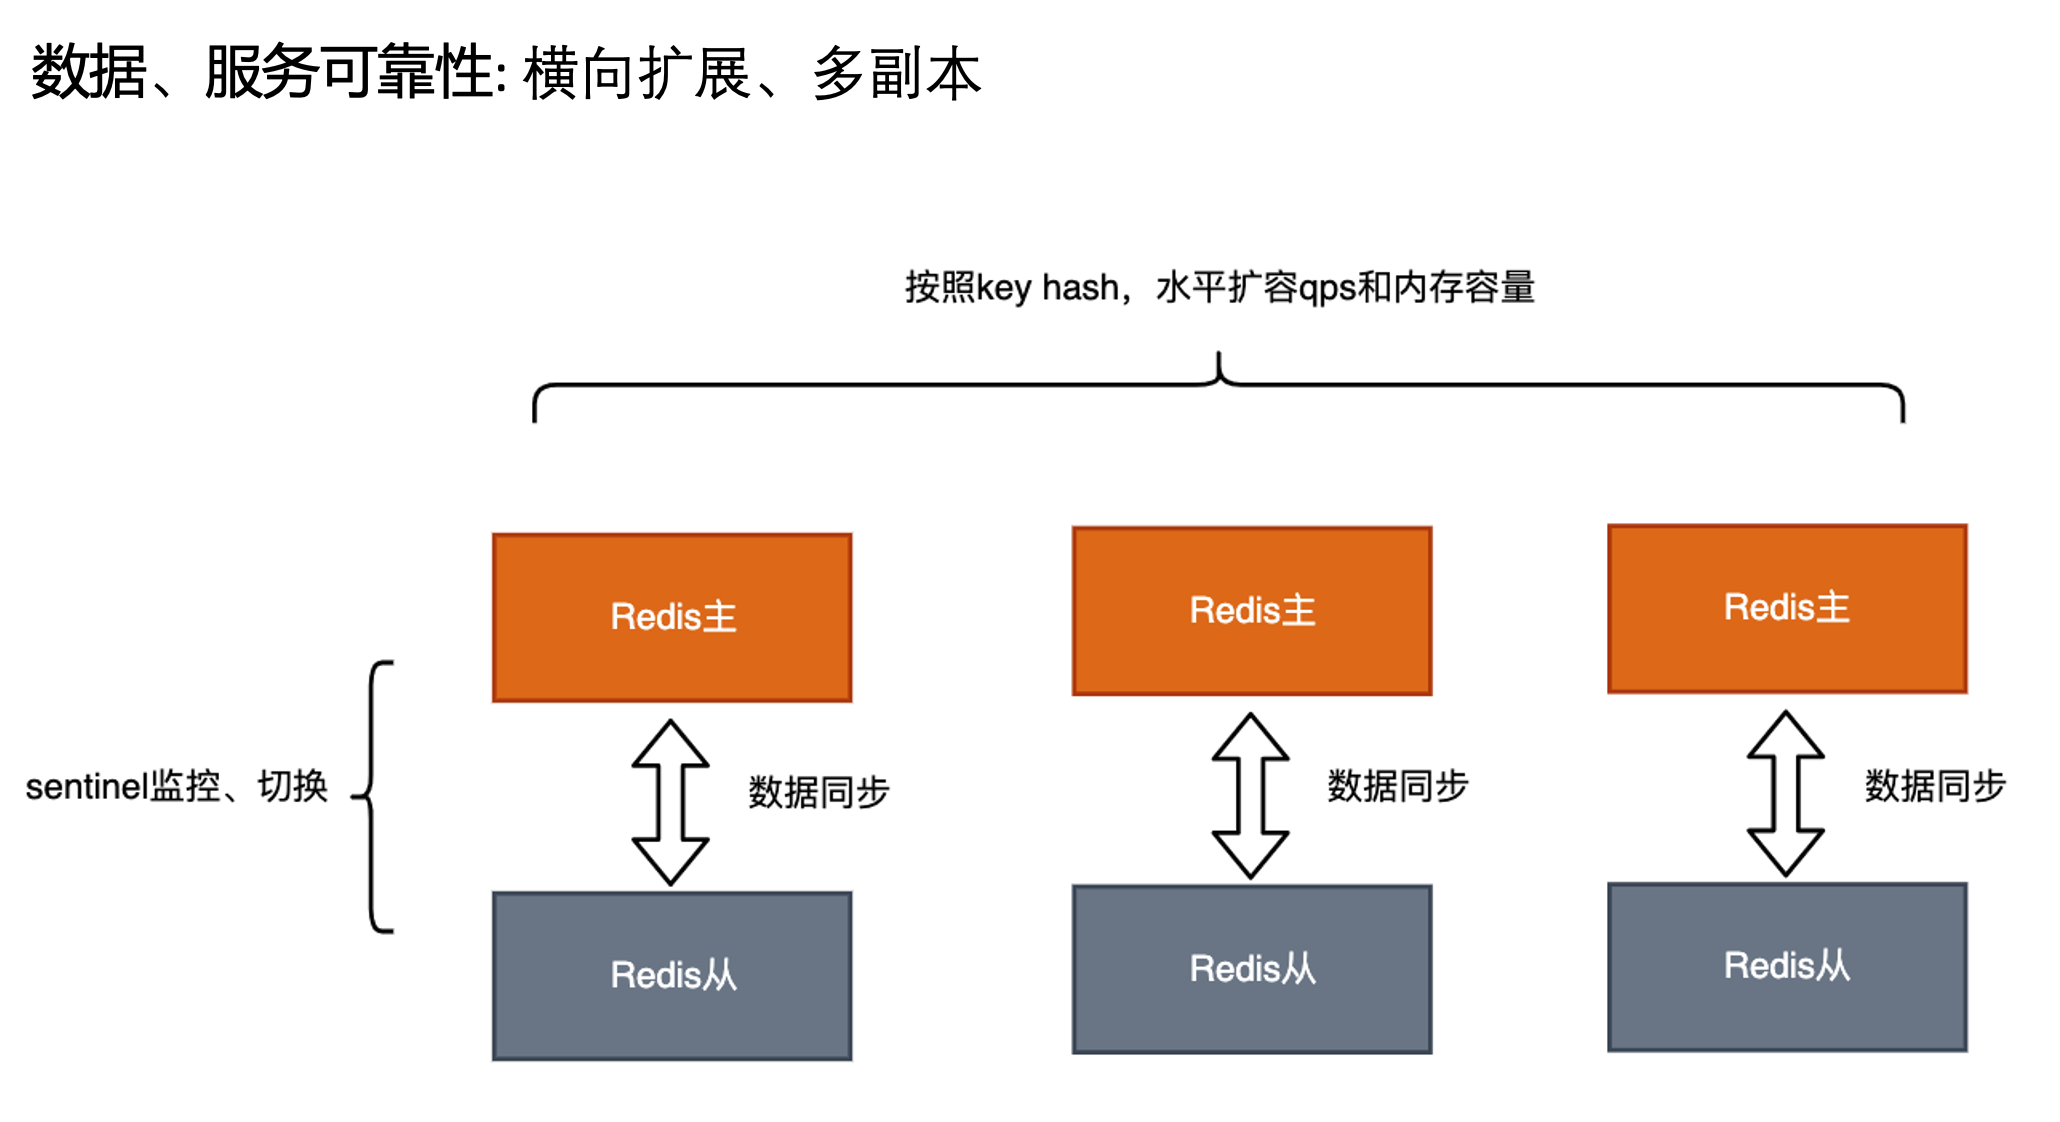 数据、服务可靠性: 横向扩展、多副本
按照key hash，水平扩容qps和内存容量
Redis主
Redis主
Redis主
sentinel监控、切换
数据同步
数据同步
数据同步
Redis从
Redis从
Redis从